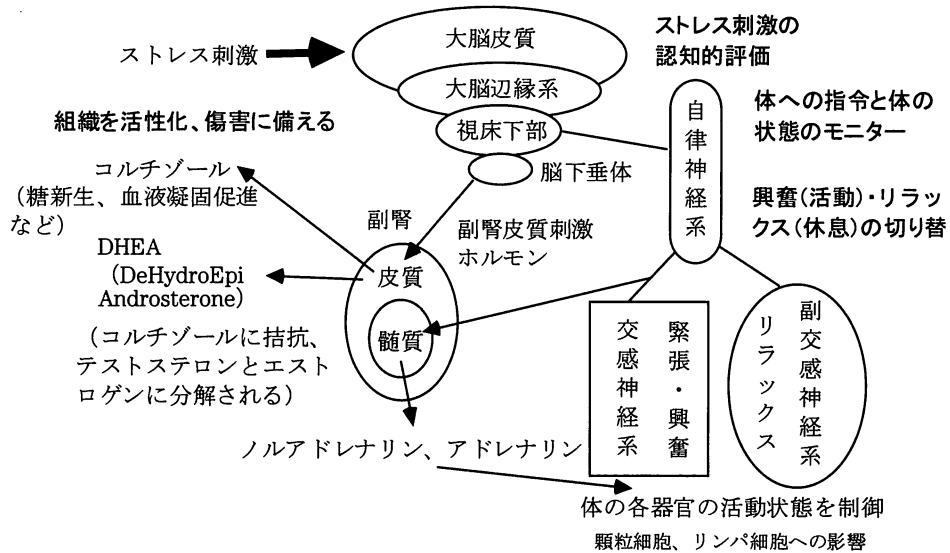 大脳皮質
ストレス刺激
ストレス刺激の
認知的評価
大脳辺縁系
視床下部
脳下垂体
自律神経系
体への指令と体の
状態のモニター
興奮(活動)・リラ
ックス(休息)の切り替
組織を活性化、傷害に備える
コルチゾール
(糖新生、血液凝固促進
など)
副腎
副腎皮質刺激
ホルモン
DHEA
(DeHydroEpi
Androsterone)
皮質
髄質
(コルチゾールに拮抗、
テストステロンとエスト
ロゲンに分解される)
緊張・興奮
交感神経系
副交感神経系
リラックス
ノルアドレナリン、アドレナリン
体の各器官の活動状態を制御
顆粒細胞、リンパ細胞への影響